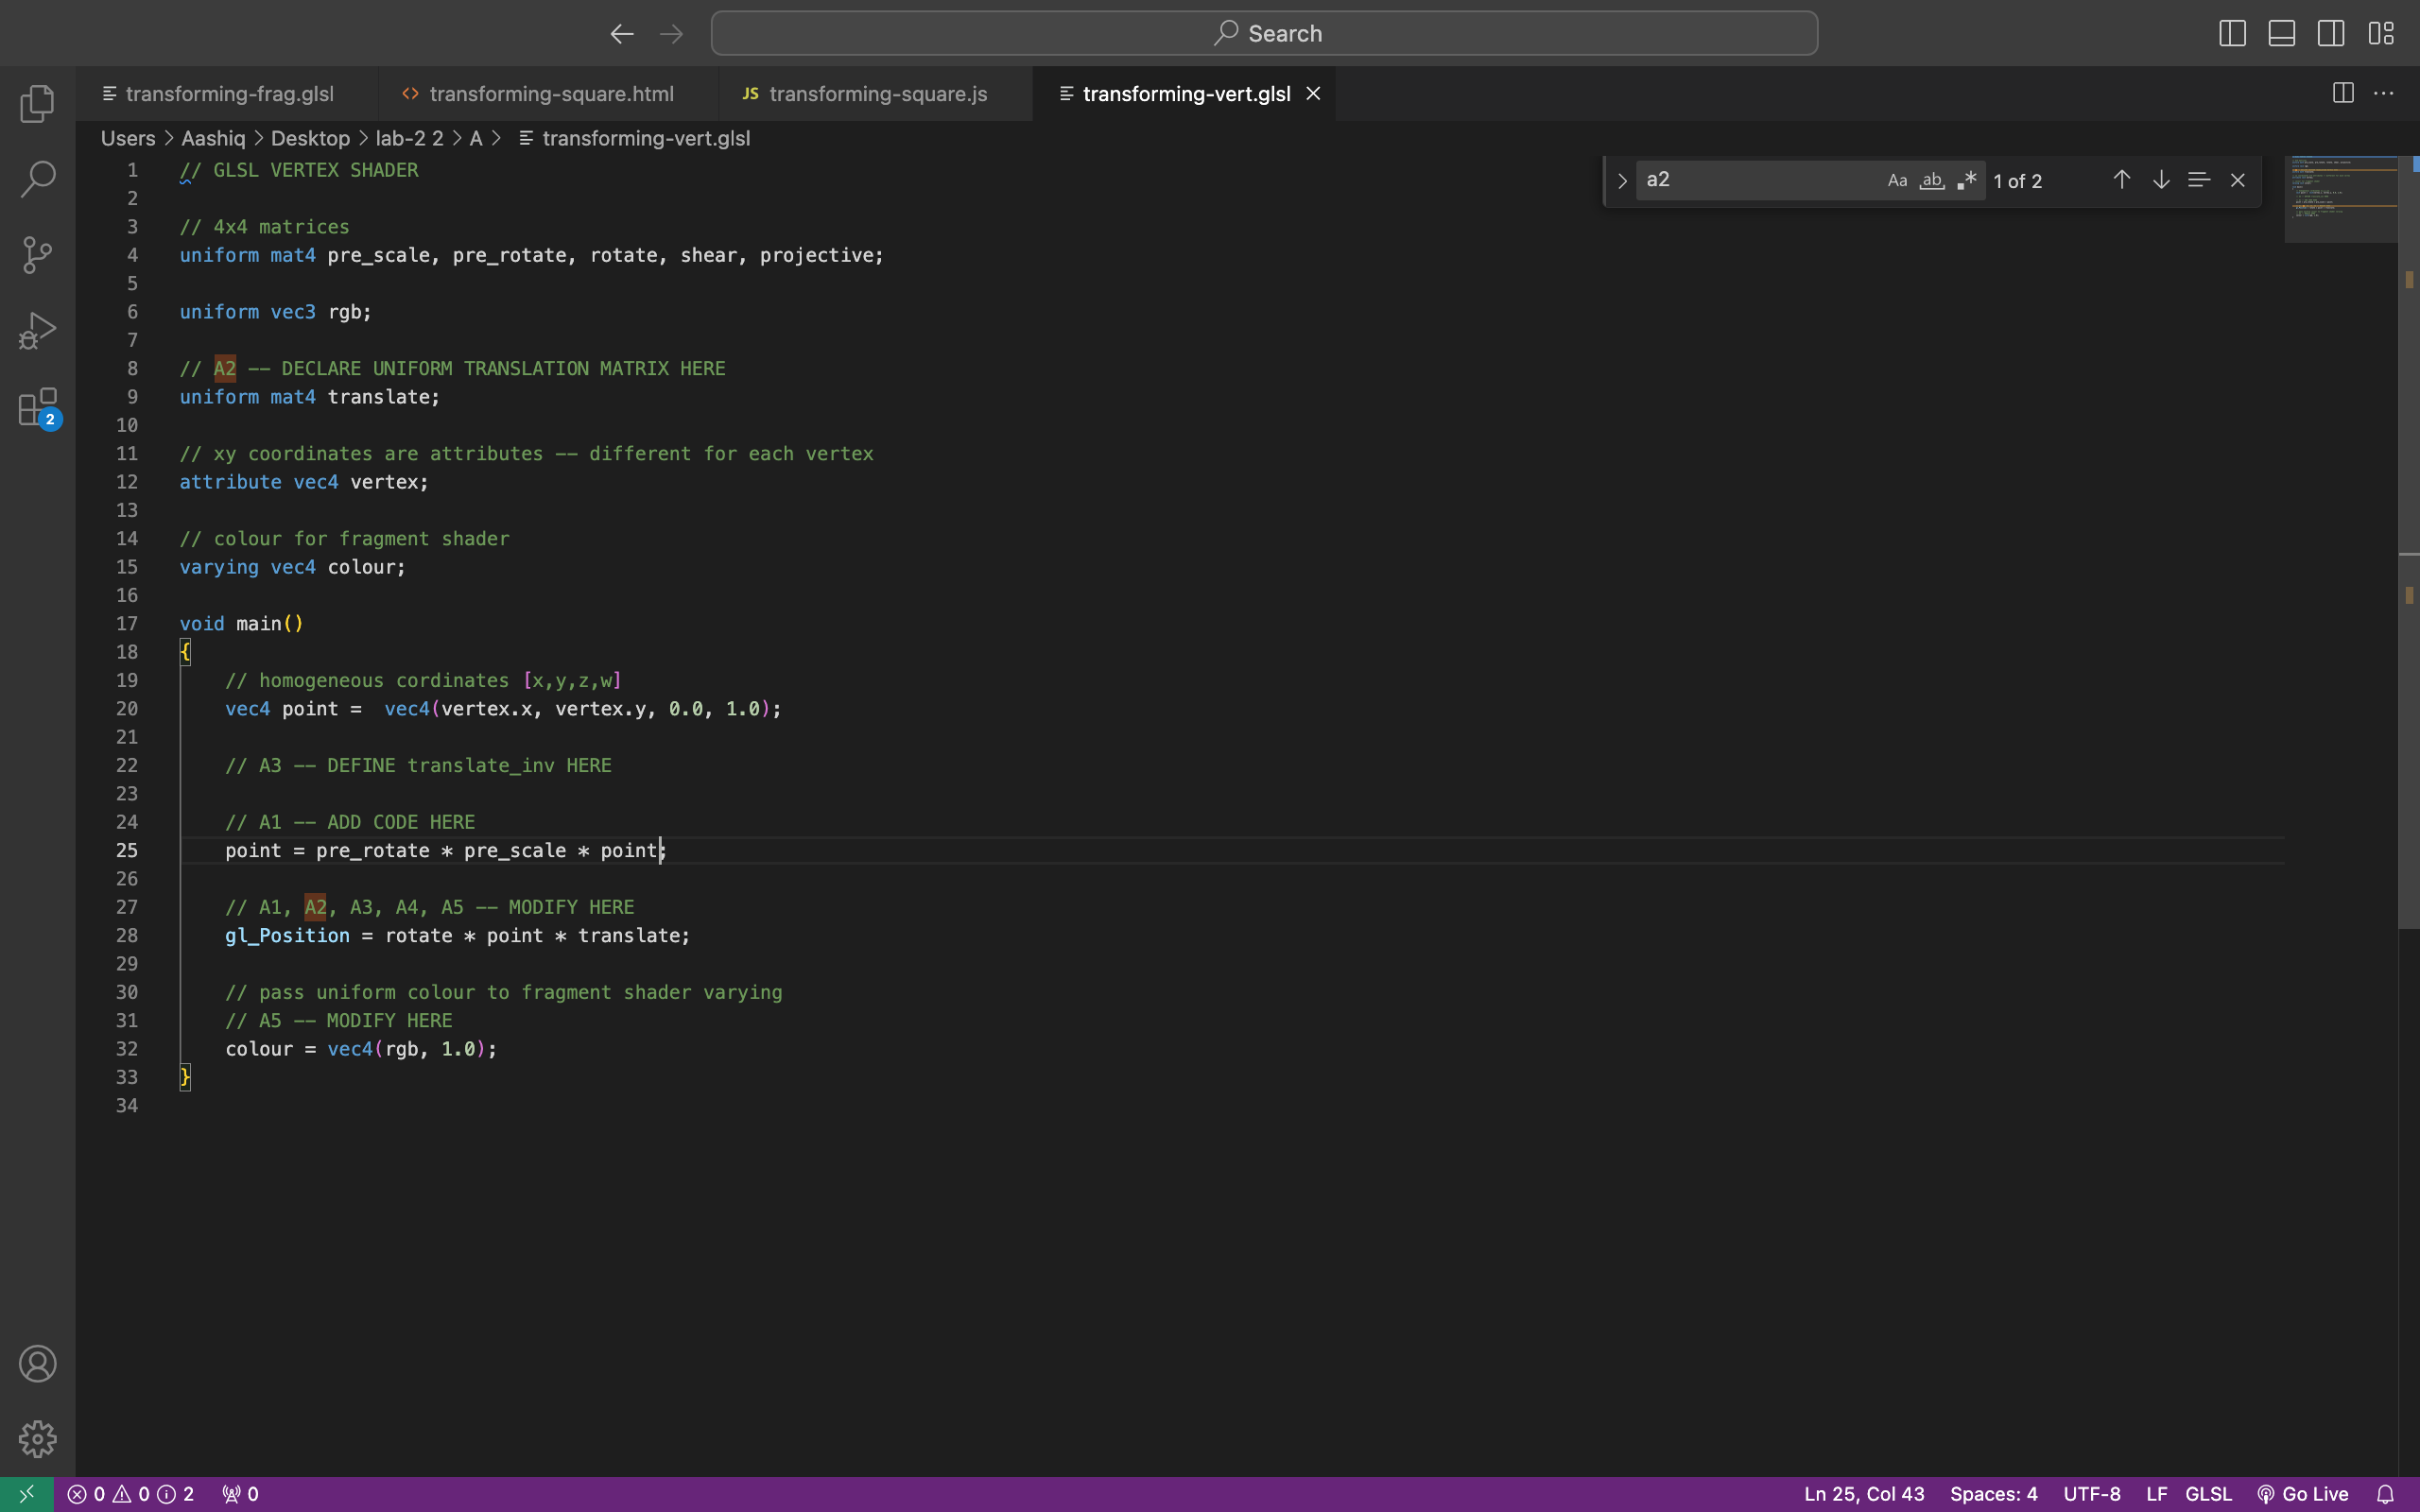 Search
transforming-frag.glsl
<> transforming-square.html
JS transforming-square.js
transforming-vert.glsl
Users > Aashiq > Desktop > lab-2 2 > A > transforming-vert.glsl
a2 Aa ab .* 1 of 2
1 // GLSL VERTEX SHADER
2
3 // 4x4 matrices
4 uniform mat4 pre_scale, pre_rotate, rotate, shear, projective;
5
6 uniform vec3 rgb;
7
8 // A2 -- DECLARE UNIFORM TRANSLATION MATRIX HERE
9 uniform mat4 translate;
10
11 // xy coordinates are attributes -- different for each vertex
12 attribute vec4 vertex;
13
14 // colour for fragment shader
15 varying vec4 colour;
16
17 void main()
18 {
19 // homogeneous cordinates [x,y,z,w]
20 vec4 point =  vec4(vertex.x, vertex.y, 0.0, 1.0);
21
22 // A3 -- DEFINE translate_inv HERE
23
24 // A1 -- ADD CODE HERE
25 point = pre_rotate * pre_scale * point;
26
27 // A1, A2, A3, A4, A5 -- MODIFY HERE
28 gl_Position = rotate * point * translate;
29
30 // pass uniform colour to fragment shader varying
31 // A5 -- MODIFY HERE
32 colour = vec4(rgb, 1.0);
33 }
34
2
0 0 2 0
Ln 25, Col 43 Spaces: 4 UTF-8 LF GLSL Go Live